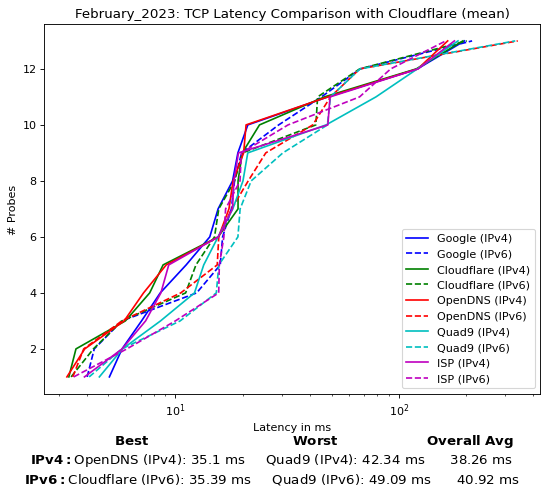 February_2023: TCP Latency Comparison with Cloudflare (mean)
# Probes
12
10
8
6
4
2
Google (IPv4)
Google (IPv6)
Cloudflare (IPv4)
Cloudflare (IPv6)
OpenDNS (IPv4)
OpenDNS (IPv6)
Quad9 (IPv4)
Quad9 (IPv6)
ISP (IPv4)
ISP (IPv6)
10¹ 10²
Latency in ms
Best Worst Overall Avg
IPv4: OpenDNS (IPv4): 35.1 ms Quad9 (IPv4): 42.34 ms 38.26 ms
IPv6: Cloudflare (IPv6): 35.39 ms Quad9 (IPv6): 49.09 ms 40.92 ms